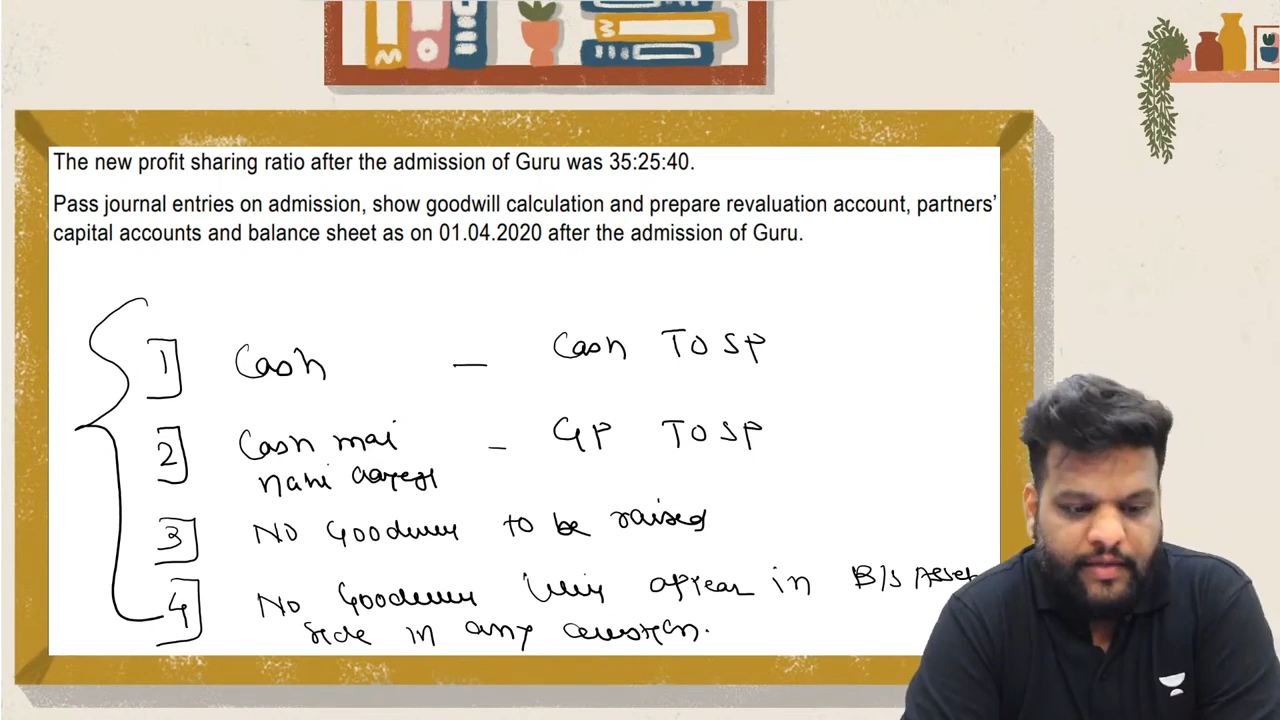 The new profit sharing ratio after the admission of Guru was 35:25:40.
Pass journal entries on admission, show goodwill calculation and prepare revaluation account, partners'
capital accounts and balance sheet as on 01.04.2020 after the admission of Guru.
1] Cash — Cash TO SP
2] Cash mai - GP TO SP
nahi aayega
3] NO Goodwill to be raised
4] NO Goodwill will appear in B/S Asset
side in any question.